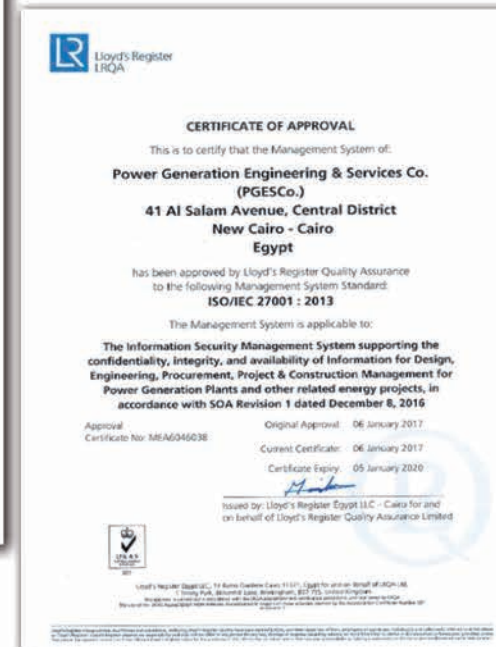 LR
Lloyd's Register
LRQA
CERTIFICATE OF APPROVAL
This is to certify that the Management System of:
Power Generation Engineering & Services Co.
(PGESCo.)
41 Al Salam Avenue, Central District
New Cairo - Cairo
Egypt
has been approved by Lloyd's Register Quality Assurance
to the following Management System Standard:
ISO/IEC 27001 : 2013
The Management System is applicable to:
The Information Security Management System supporting the
confidentiality, integrity, and availability of Information for Design,
Engineering, Procurement, Project & Construction Management for
Power Generation Plants and other related energy projects, in
accordance with SOA Revision 1 dated December 8, 2016
Approval
Certificate No: MEA6046038
Original Approval: 06 January 2017
Current Certificate: 06 January 2017
Certificate Expiry: 05 January 2020
Issued by: Lloyd's Register Egypt LLC - Cairo for and
on behalf of Lloyd's Register Quality Assurance Limited
UKAS
001